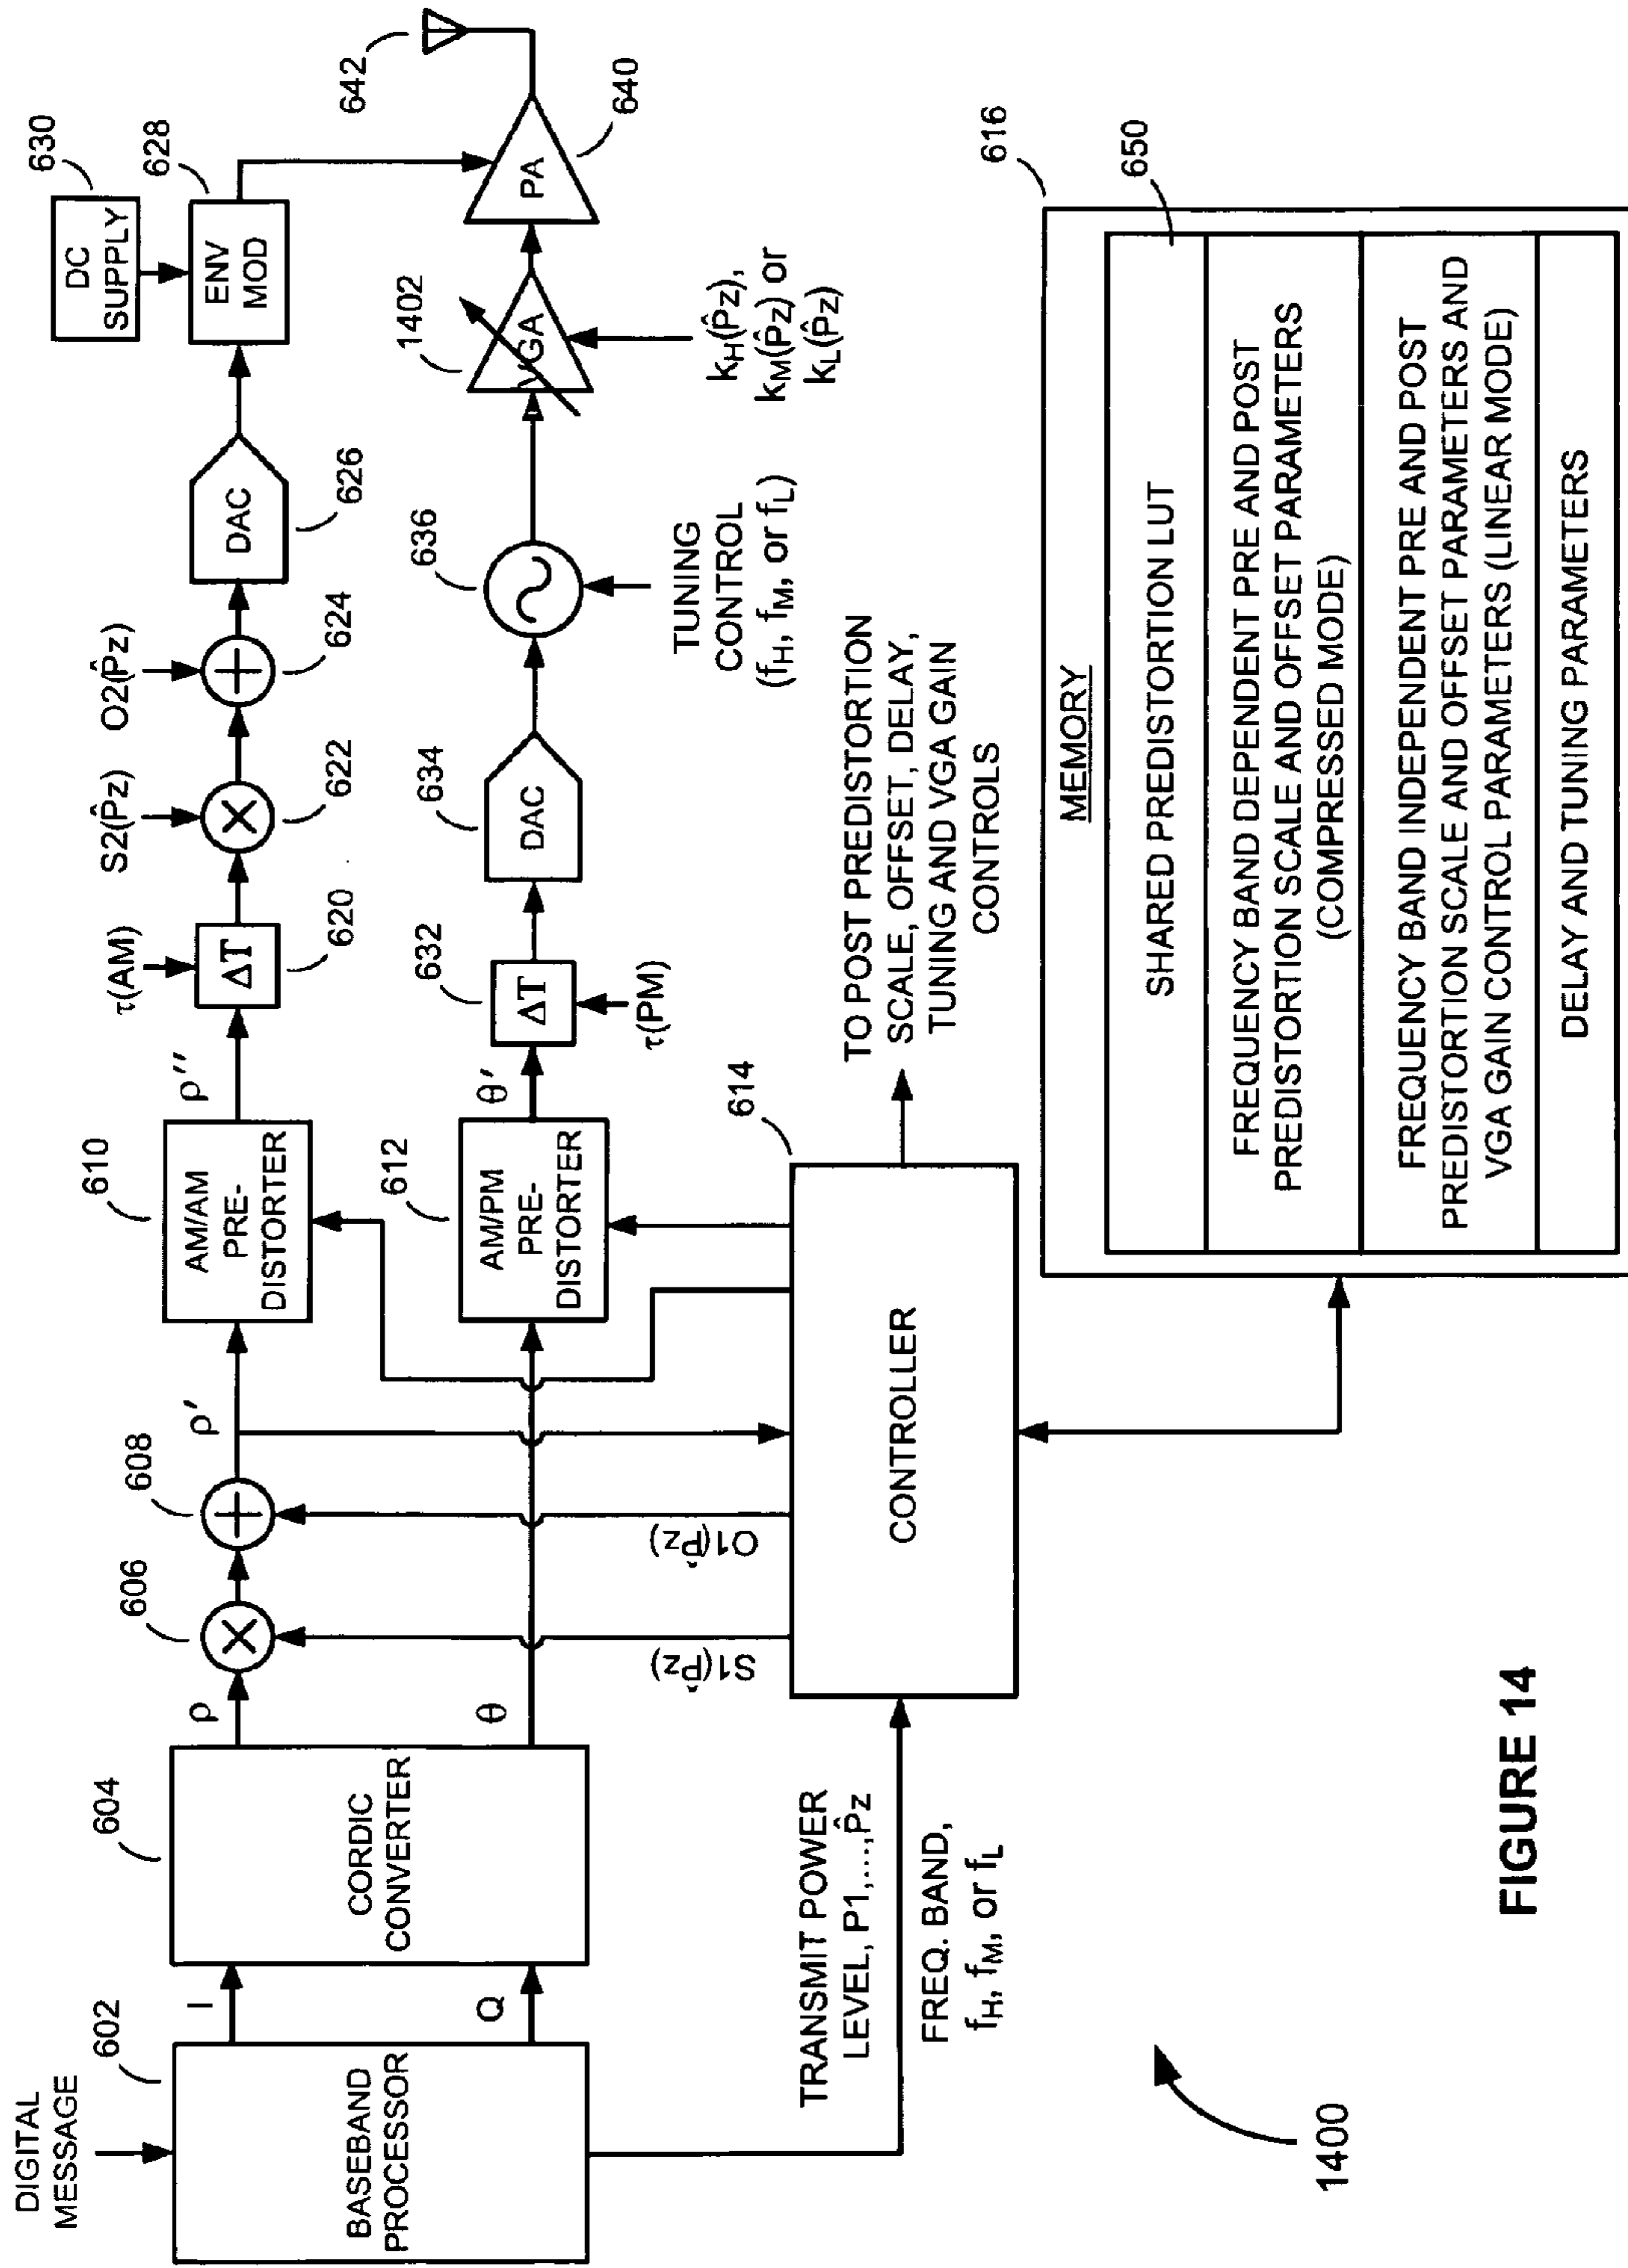 DIGITAL
MESSAGE
602
BASEBAND
PROCESSOR
I
Q
604
CORDIC
CONVERTER
ρ
θ
606
608
ρ′
S1(P̂z)
O1(P̂z)
610
AM/AM
PRE-
DISTORTER
612
AM/PM
PRE-
DISTORTER
ρ′′
θ′
τ(AM)
ΔT
620
S2(P̂z)
622
O2(P̂z)
624
DAC
626
DC
SUPPLY
630
ENV
MOD
628
632
ΔT
τ(PM)
634
DAC
636
TUNING
CONTROL
(fH, fM, or fL)
1402
VGA
kH(P̂z),
kM(P̂z) or
kL(P̂z)
PA
640
642
TRANSMIT POWER
LEVEL, P1,...,P̂z
FREQ. BAND,
fH, fM, or fL
614
CONTROLLER
TO POST PREDISTORTION
SCALE, OFFSET, DELAY,
TUNING AND VGA GAIN
CONTROLS
616
MEMORY
650
SHARED PREDISTORTION LUT
FREQUENCY BAND DEPENDENT PRE AND POST
PREDISTORTION SCALE AND OFFSET PARAMETERS
(COMPRESSED MODE)
FREQUENCY BAND INDEPENDENT PRE AND POST
PREDISTORTION SCALE AND OFFSET PARAMETERS AND
VGA GAIN CONTROL PARAMETERS (LINEAR MODE)
DELAY AND TUNING PARAMETERS
1400
FIGURE 14